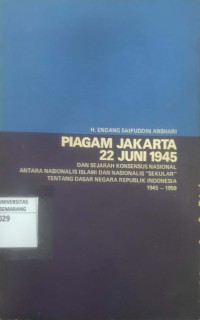 H. ENDANG SAIFUDDIN ANSHARI
PIAGAM JAKARTA
22 JUNI 1945
DAN SEJARAH KONSENSUS NASIONAL
ANTARA NASIONALIS ISLAMI DAN NASIONALIS "SEKULAR"
TENTANG DASAR NEGARA REPUBLIK INDONESIA
1945 – 1959
UNIVERSITAS
SEMARANG
029